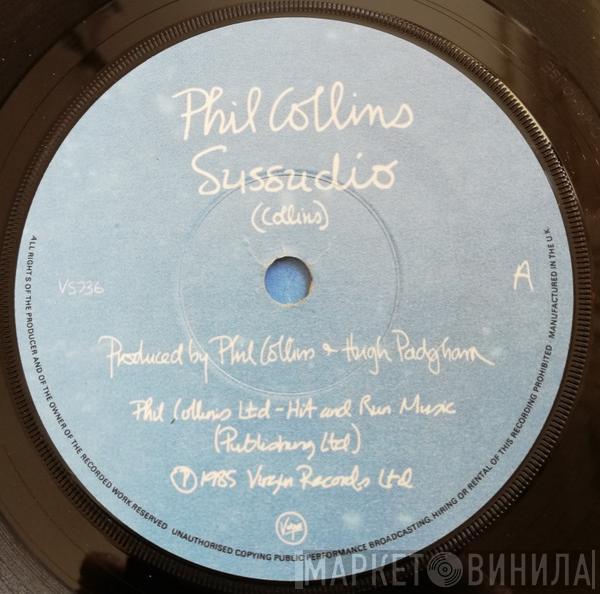 Phil Collins
Sussudio
(Collins)
VS736
A
Produced by Phil Collins & Hugh Padgham
Phil Collins Ltd - Hit and Run Music
(Publishing Ltd)
Ⓟ 1985 Virgin Records Ltd
Virgin
ALL RIGHTS OF THE PRODUCER AND OF THE OWNER OF THE RECORDED WORK RESERVED UNAUTHORISED COPYING PUBLIC PERFORMANCE BROADCASTING, HIRING OR RENTAL OF THIS RECORDING PROHIBITED MANUFACTURED IN THE U.K.
МАРКЕТ ВИНИЛА